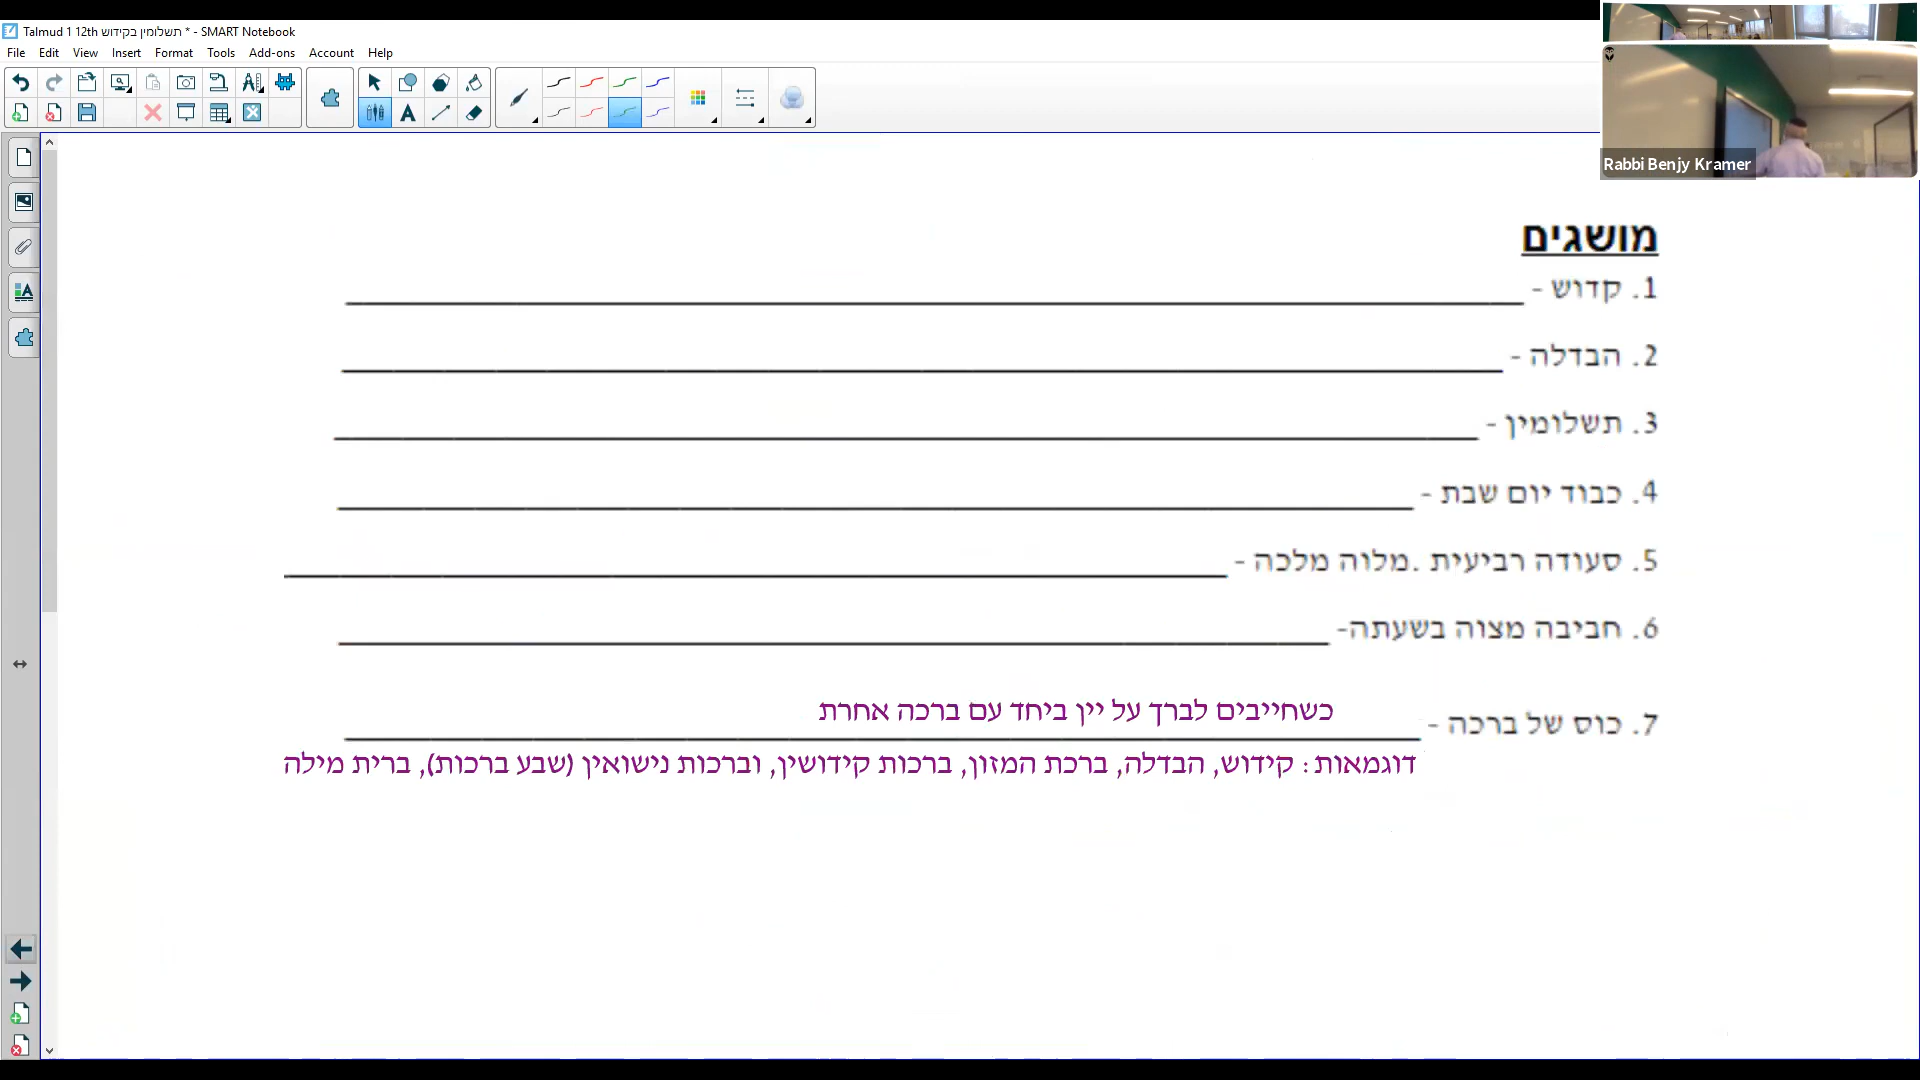 Talmud 1 12th תשלומין בקידוש * - SMART Notebook
File Edit View Insert Format Tools Add-ons Account Help
Rabbi Benjy Kramer
מושגים
1. קדוש -
2. הבדלה -
3. תשלומין -
4. כבוד יום שבת -
5. סעודה רביעית .מלוה מלכה -
6. חביבה מצוה בשעתה-
כשחייבים לברך על יין ביחד עם ברכה אחרת
7. כוס של ברכה -
דוגמאות: קידוש, הבדלה, ברכת המזון, ברכות קידושין, וברכות נישואין (שבע ברכות), ברית מילה